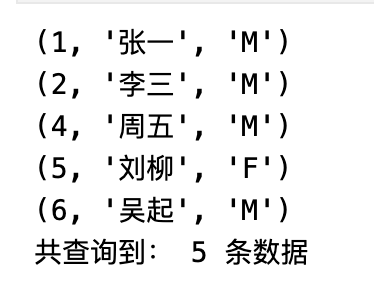 (1, '张一', 'M')
(2, '李三', 'M')
(4, '周五', 'M')
(5, '刘柳', 'F')
(6, '吴起', 'M')
共查询到： 5 条数据